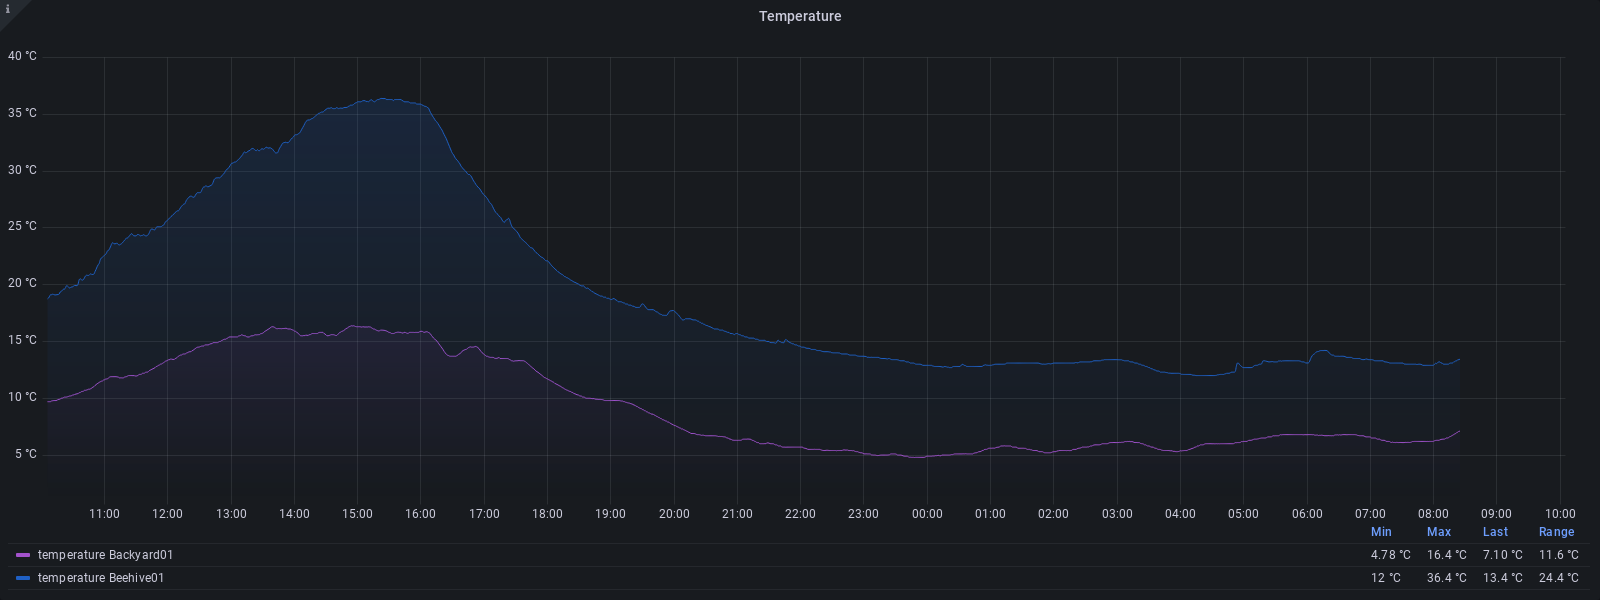 i
Temperature
40 °C
35 °C
30 °C
25 °C
20 °C
15 °C
10 °C
5 °C
11:00 12:00 13:00 14:00 15:00 16:00 17:00 18:00 19:00 20:00 21:00 22:00 23:00 00:00 01:00 02:00 03:00 04:00 05:00 06:00 07:00 08:00 09:00 10:00
Min Max Last Range
temperature Backyard01 4.78 °C 16.4 °C 7.10 °C 11.6 °C
temperature Beehive01 12 °C 36.4 °C 13.4 °C 24.4 °C